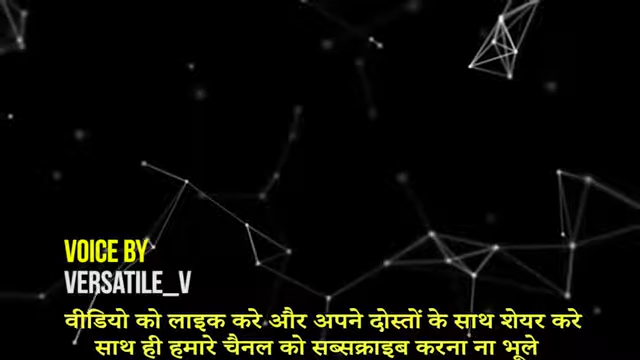 VOICE BY
VERSATILE_V
वीडियो को लाइक करे और अपने दोस्तों के साथ शेयर करे
साथ ही हमारे चैनल को सब्सक्राइब करना ना भूले